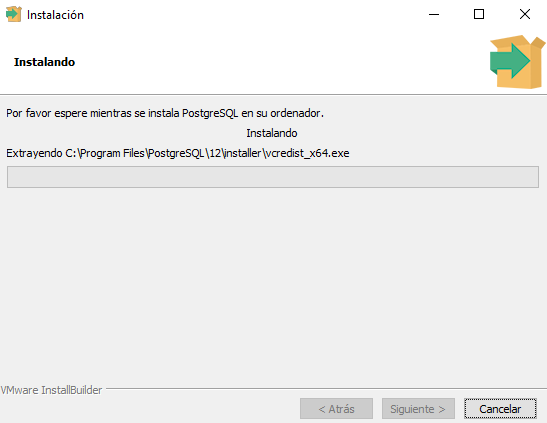 Instalación
Instalando
Por favor espere mientras se instala PostgreSQL en su ordenador.
Instalando
Extrayendo C:\Program Files\PostgreSQL\12\installer\vcredist_x64.exe
VMware InstallBuilder
< Atrás
Siguiente >
Cancelar